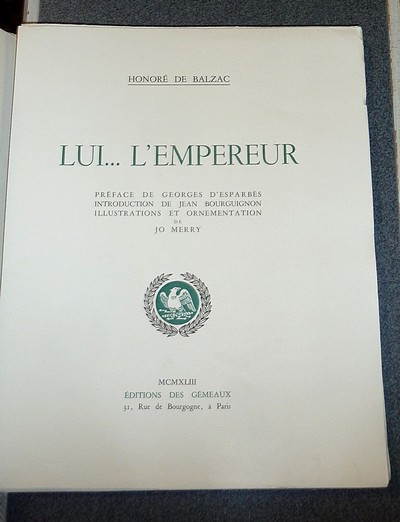 HONORÉ DE BALZAC
LUI... L'EMPEREUR
PRÉFACE DE GEORGES D'ESPARBÈS
INTRODUCTION DE JEAN BOURGUIGNON
ILLUSTRATIONS ET ORNEMENTATION
DE
JO MERRY
MCMXLIII
ÉDITIONS DES GÉMEAUX
31, Rue de Bourgogne, à Paris